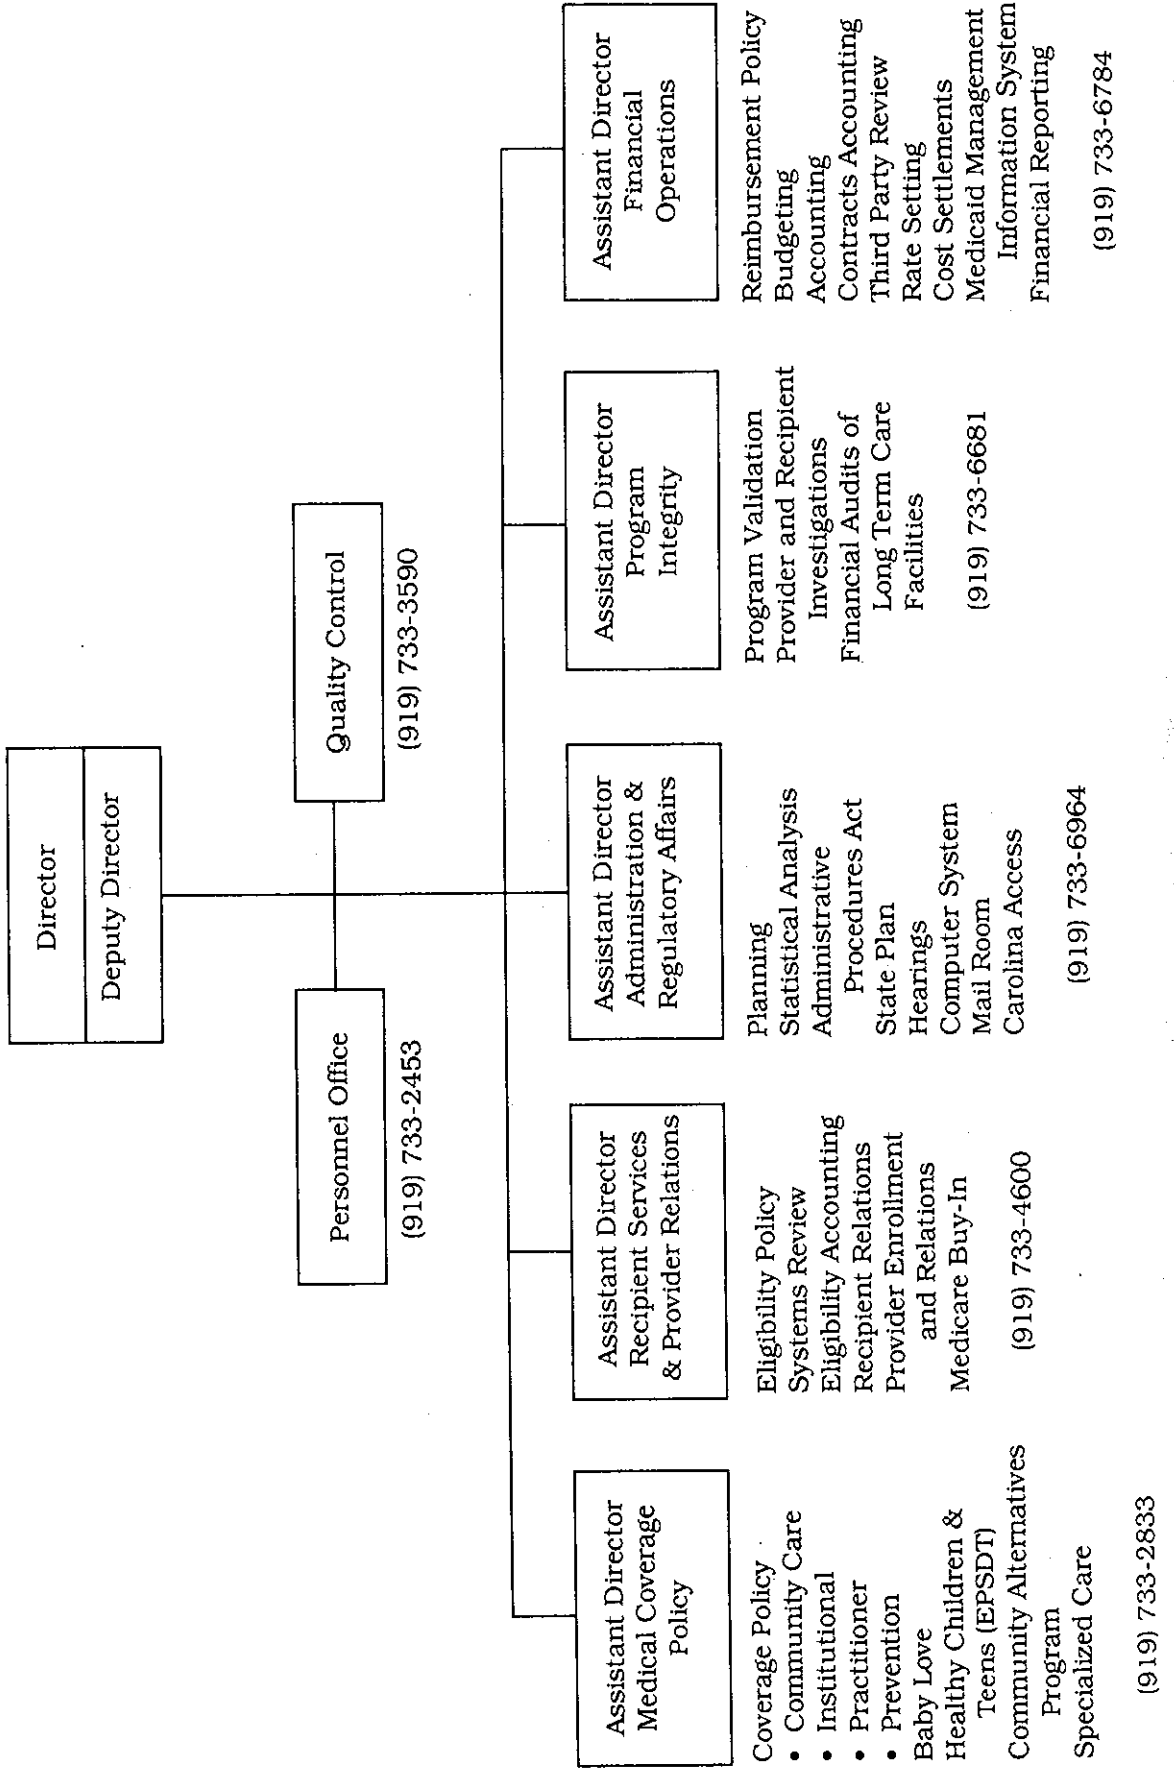 Director
Deputy Director
Personnel Office
(919) 733-2453
Quality Control
(919) 733-3590
Assistant Director
Medical Coverage
Policy
Coverage Policy
• Community Care
• Institutional
• Practitioner
• Prevention
Baby Love
Healthy Children &
Teens (EPSDT)
Community Alternatives
Program
Specialized Care
(919) 733-2833
Assistant Director
Recipient Services
& Provider Relations
Eligibility Policy
Systems Review
Eligibility Accounting
Recipient Relations
Provider Enrollment
and Relations
Medicare Buy-In
(919) 733-4600
Assistant Director
Administration &
Regulatory Affairs
Planning
Statistical Analysis
Administrative
Procedures Act
State Plan
Hearings
Computer System
Mail Room
Carolina Access
(919) 733-6964
Assistant Director
Program
Integrity
Program Validation
Provider and Recipient
Investigations
Financial Audits of
Long Term Care
Facilities
(919) 733-6681
Assistant Director
Financial
Operations
Reimbursement Policy
Budgeting
Accounting
Contracts Accounting
Third Party Review
Rate Setting
Cost Settlements
Medicaid Management
Information System
Financial Reporting
(919) 733-6784